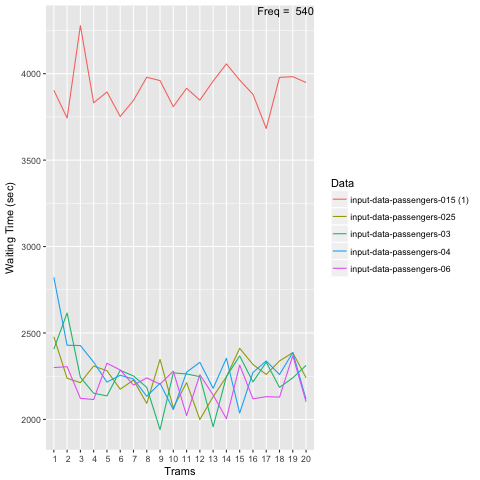 Freq =  540
4000
3500
3000
2500
2000
Waiting Time (sec)
1 2 3 4 5 6 7 8 9 10 11 12 13 14 15 16 17 18 19 20
Trams
Data
input-data-passengers-015 (1)
input-data-passengers-025
input-data-passengers-03
input-data-passengers-04
input-data-passengers-06